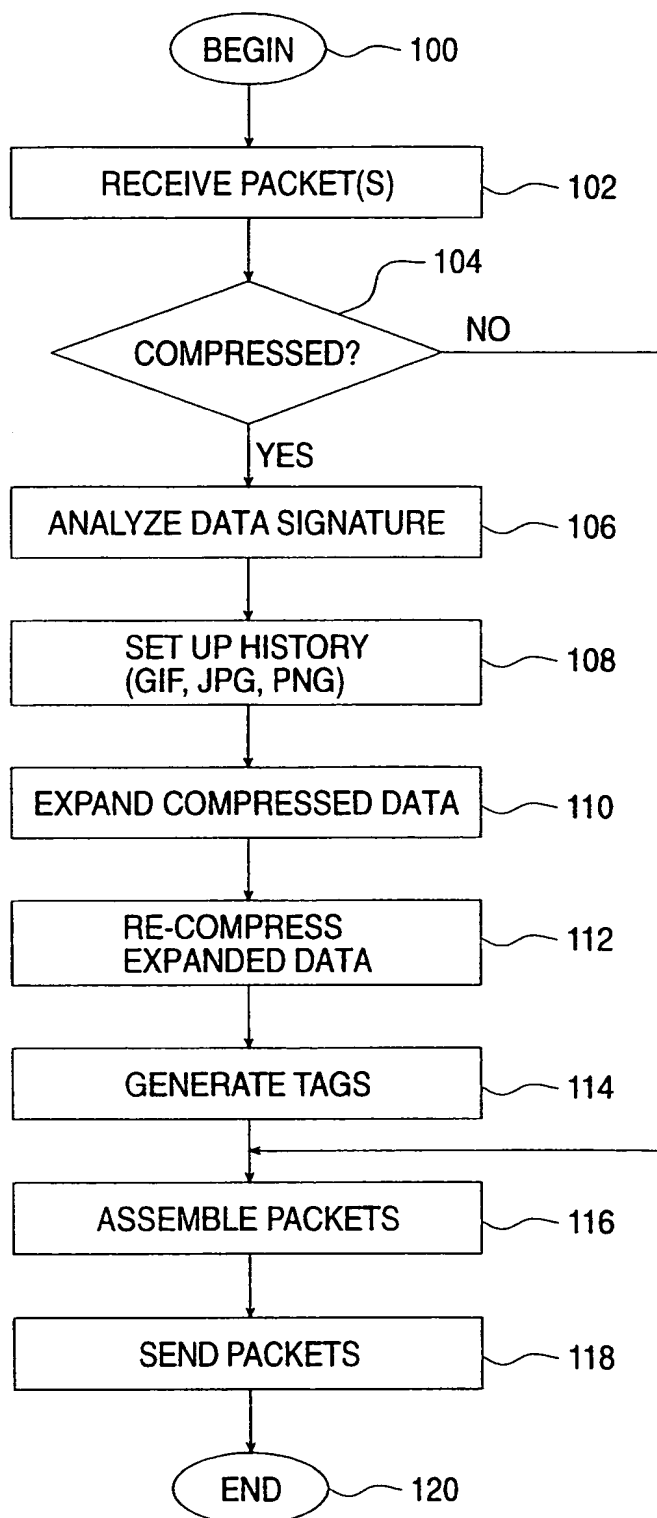 BEGIN 100
RECEIVE PACKET(S) 102
104
COMPRESSED? NO
YES
ANALYZE DATA SIGNATURE 106
SET UP HISTORY
(GIF, JPG, PNG) 108
EXPAND COMPRESSED DATA 110
RE-COMPRESS
EXPANDED DATA 112
GENERATE TAGS 114
ASSEMBLE PACKETS 116
SEND PACKETS 118
END 120